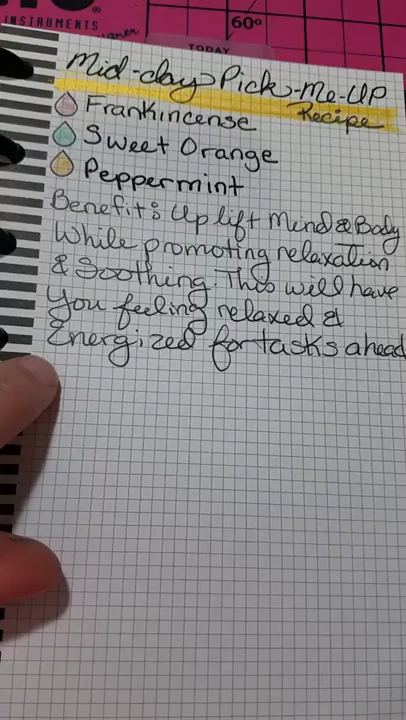 INSTRUMENTS
60°
TODAY
Mid-day Pick-Me-Up
Recipe
Frankincense
Sweet Orange
Peppermint
Benefit: Uplift Mind & Body
While promoting relaxation
& Soothing. This will have
you feeling relaxed &
Energized for tasks ahead